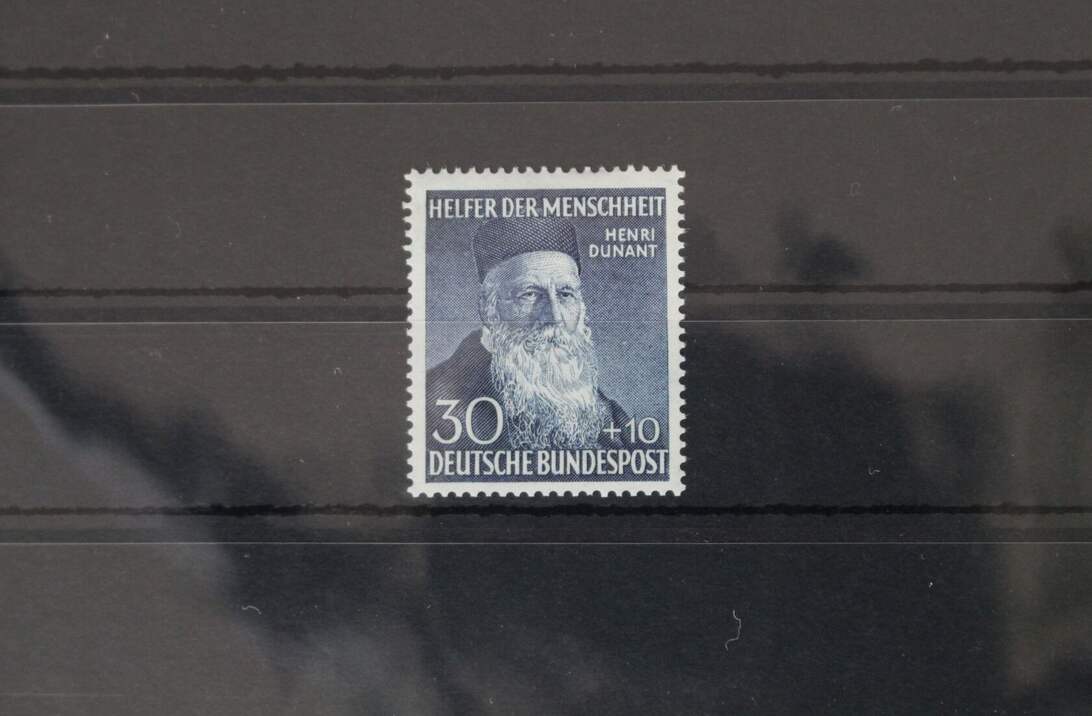 HELFER DER MENSCHHEIT
HENRI
DUNANT
30 +10
DEUTSCHE BUNDESPOST